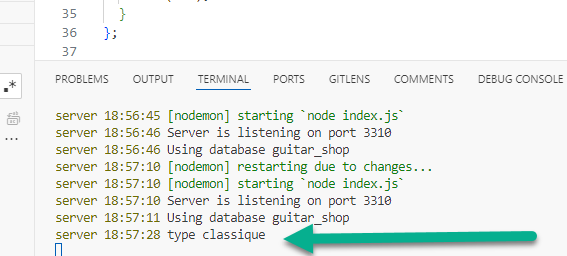 35 }
36 };
37
PROBLEMS OUTPUT TERMINAL PORTS GITLENS COMMENTS DEBUG CONSOLE
.*
...
server 18:56:45 [nodemon] starting `node index.js`
server 18:56:46 Server is listening on port 3310
server 18:56:46 Using database guitar_shop
server 18:57:10 [nodemon] restarting due to changes...
server 18:57:10 [nodemon] starting `node index.js`
server 18:57:10 Server is listening on port 3310
server 18:57:11 Using database guitar_shop
server 18:57:28 type classique